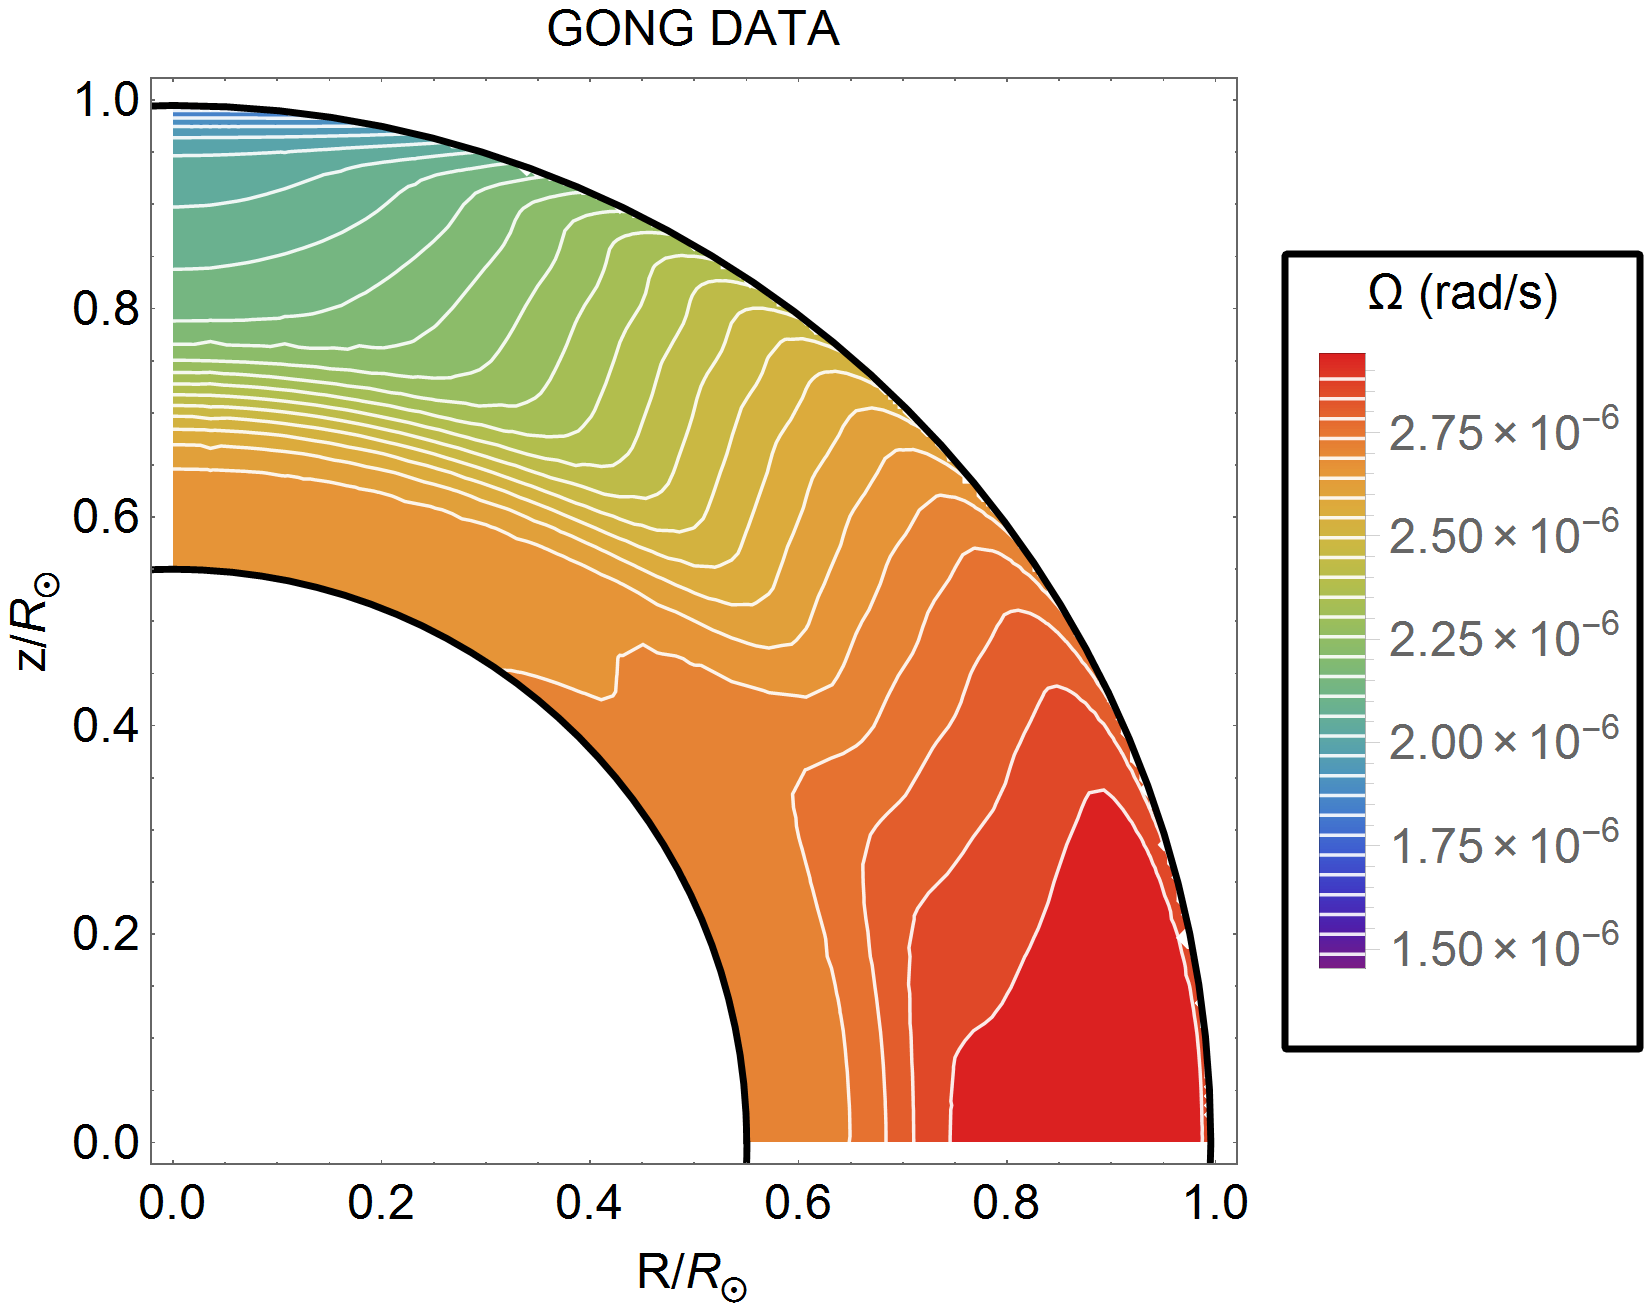 GONG DATA
1.0
0.8
0.6
0.4
0.2
0.0
z/R☉
0.0 0.2 0.4 0.6 0.8 1.0
R/R☉
Ω (rad/s)
2.75×10⁻⁶
2.50×10⁻⁶
2.25×10⁻⁶
2.00×10⁻⁶
1.75×10⁻⁶
1.50×10⁻⁶